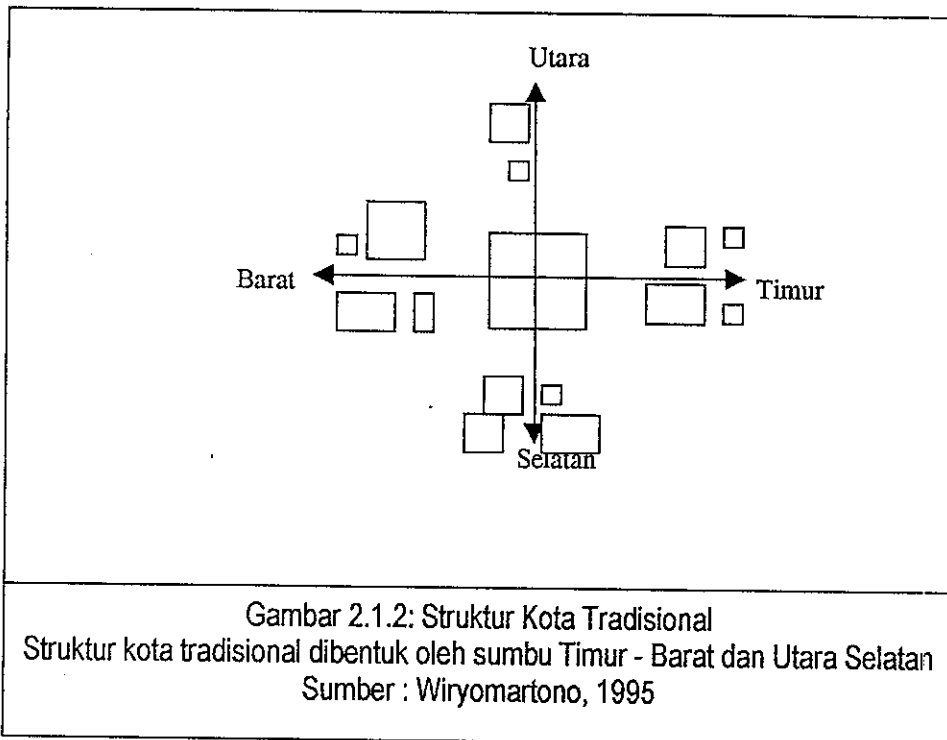 Utara
Barat
Timur
Selatan
Gambar 2.1.2: Struktur Kota Tradisional
Struktur kota tradisional dibentuk oleh sumbu Timur - Barat dan Utara Selatan
Sumber : Wiryomartono, 1995